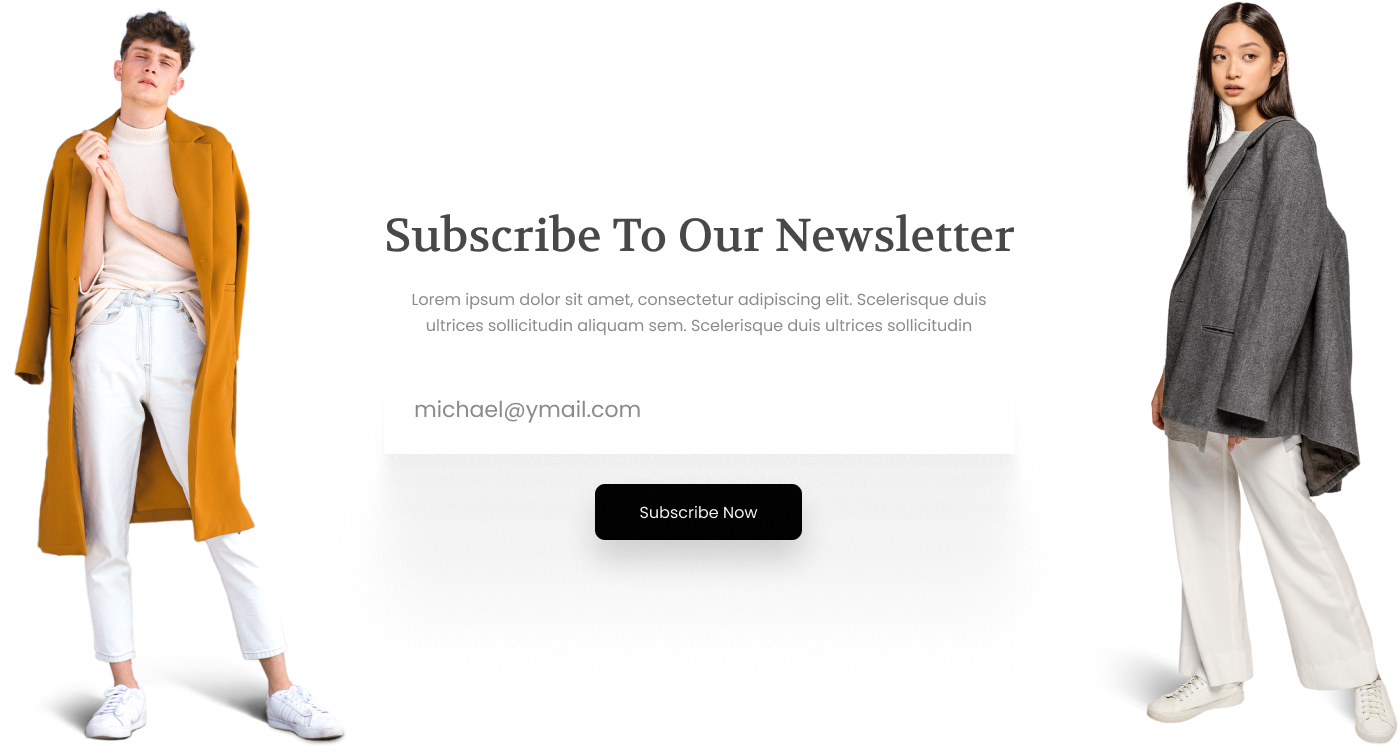 Subscribe To Our Newsletter
Lorem ipsum dolor sit amet, consectetur adipiscing elit. Scelerisque duis
ultrices sollicitudin aliquam sem. Scelerisque duis ultrices sollicitudin
michael@ymail.com
Subscribe Now